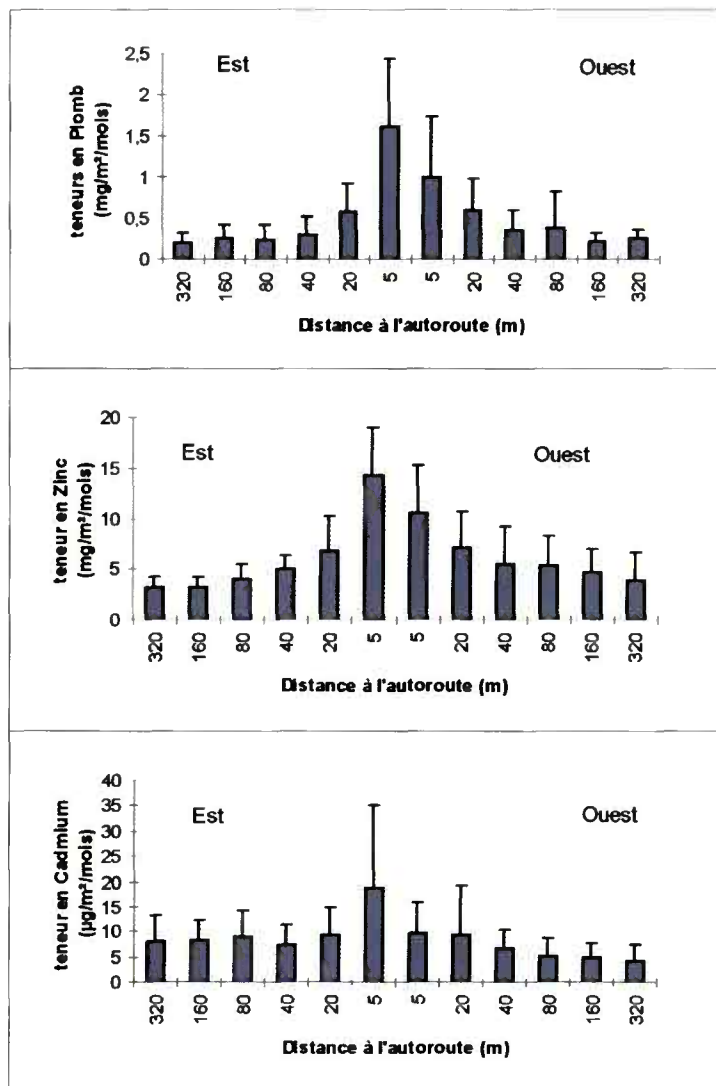 Est Ouest
teneurs en Plomb
(mg/m²/mois)
2,5
2
1,5
1
0,5
0
320 160 80 40 20 5 5 20 40 80 160 320
Distance à l'autoroute (m)
Est Ouest
teneur en Zinc
(mg/m²/mois)
20
15
10
5
0
320 160 80 40 20 5 5 20 40 80 160 320
Distance à l'autoroute (m)
Est Ouest
teneur en Cadmium
(µg/m²/mois)
40
35
30
25
20
15
10
5
0
320 160 80 40 20 5 5 20 40 80 160 320
Distance à l'autoroute (m)